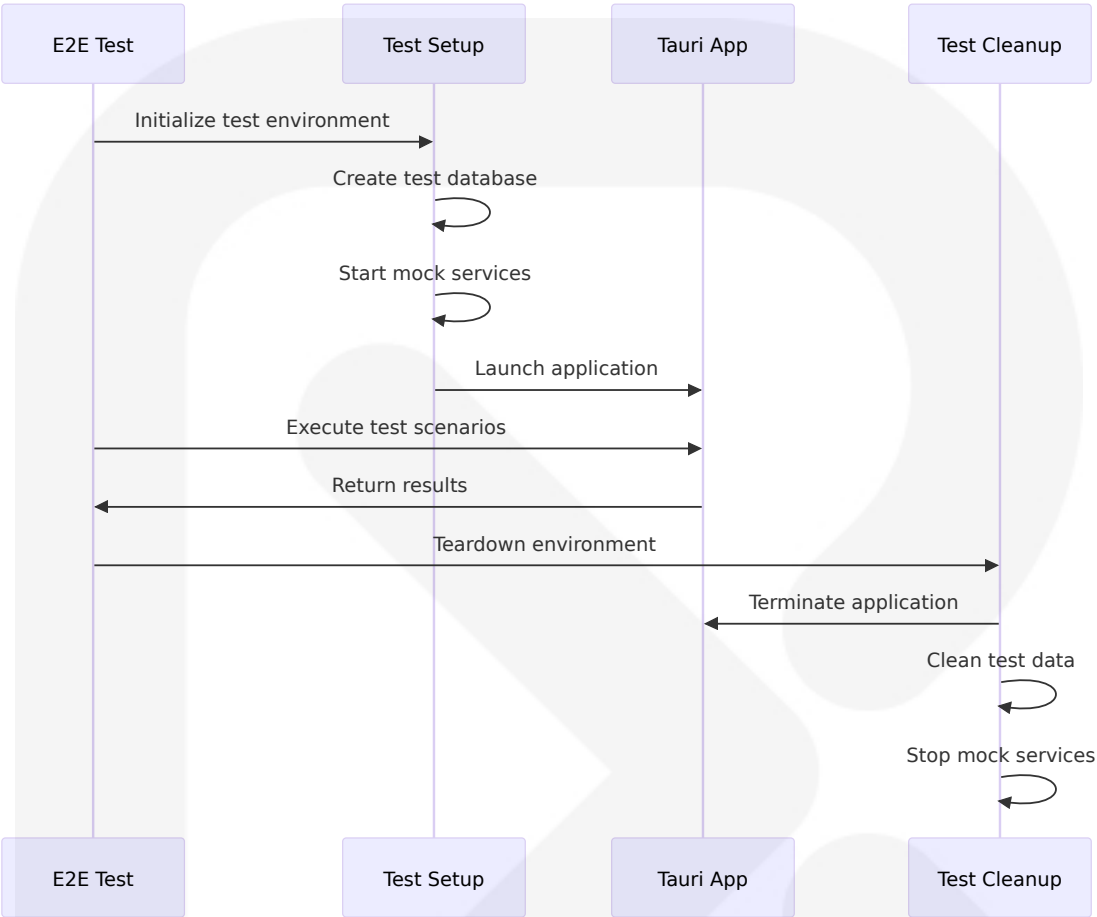 E2E Test
Test Setup
Tauri App
Test Cleanup
Initialize test environment
Create test database
Start mock services
Launch application
Execute test scenarios
Return results
Teardown environment
Terminate application
Clean test data
Stop mock services
E2E Test
Test Setup
Tauri App
Test Cleanup